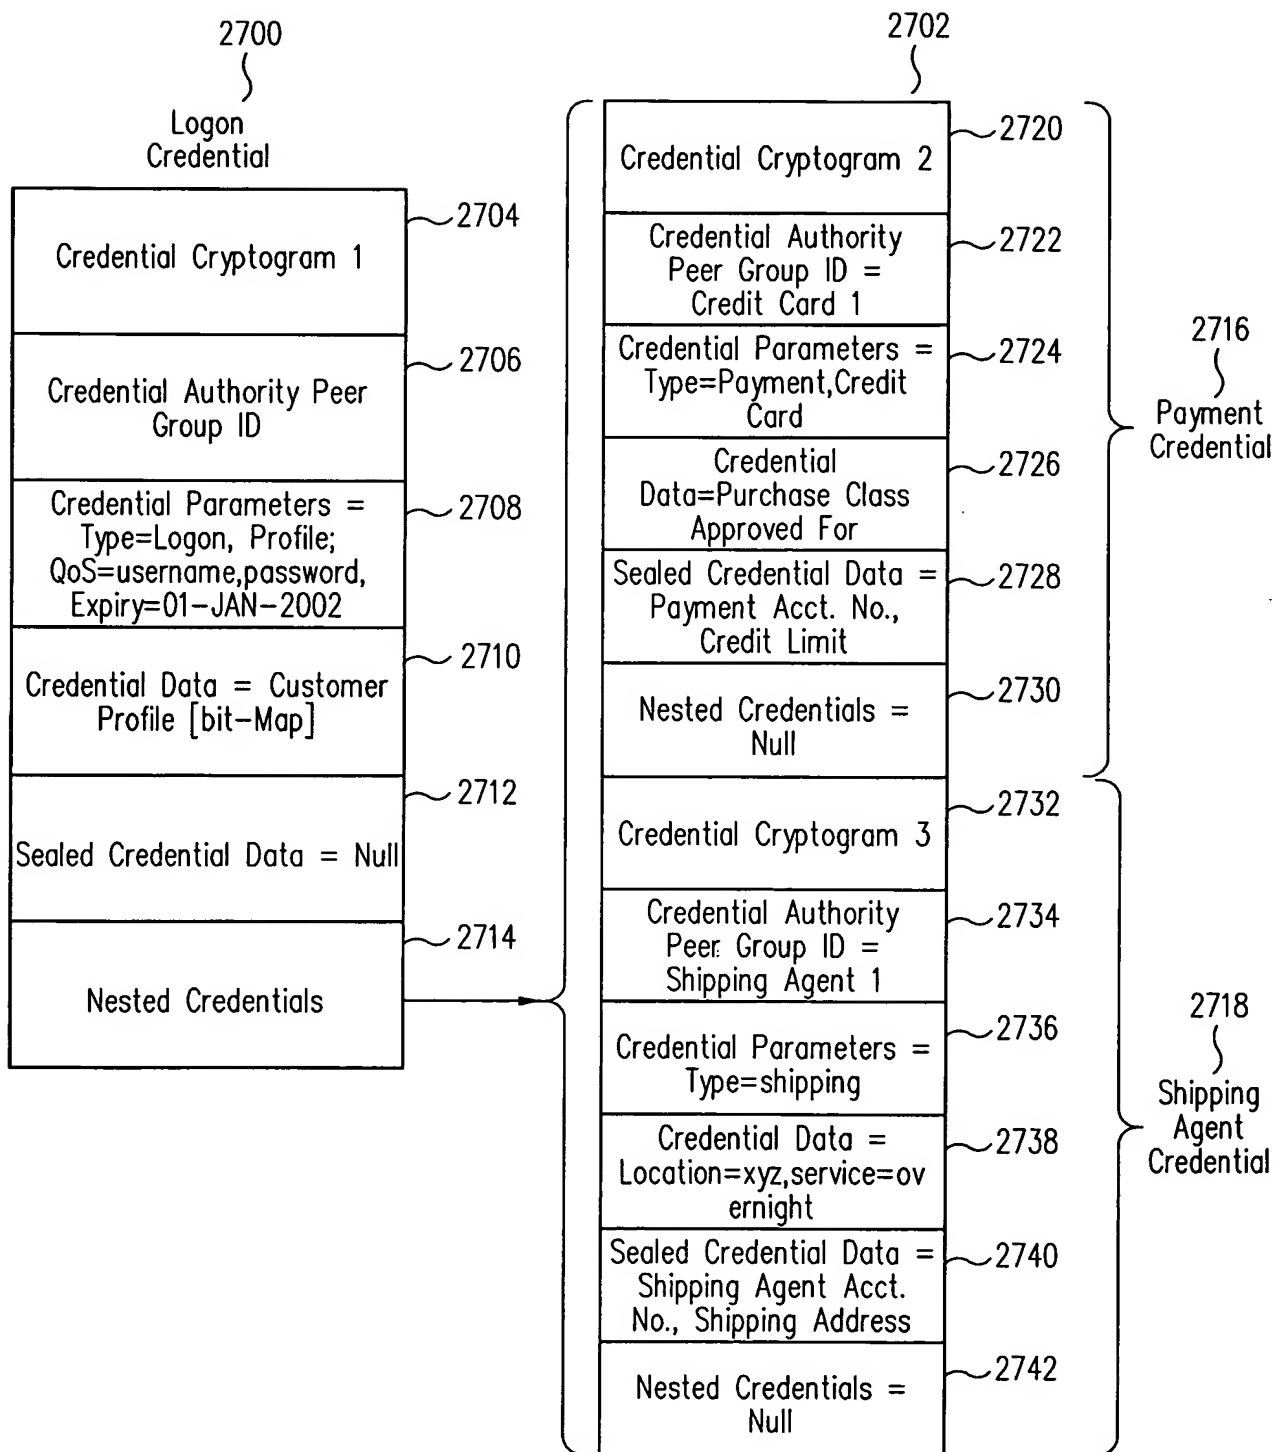 2700
Logon
Credential
Credential Cryptogram 1
2704
Credential Authority Peer
Group ID
2706
Credential Parameters =
Type=Logon, Profile;
QoS=username,password,
Expiry=01-JAN-2002
2708
Credential Data = Customer
Profile [bit-Map]
2710
Sealed Credential Data = Null
2712
Nested Credentials
2714
2702
Credential Cryptogram 2
2720
Credential Authority
Peer Group ID =
Credit Card 1
2722
Credential Parameters =
Type=Payment,Credit
Card
2724
Credential
Data=Purchase Class
Approved For
2726
Sealed Credential Data =
Payment Acct. No.,
Credit Limit
2728
Nested Credentials =
Null
2730
2716
Payment
Credential
Credential Cryptogram 3
2732
Credential Authority
Peer Group ID =
Shipping Agent 1
2734
Credential Parameters =
Type=shipping
2736
Credential Data =
Location=xyz,service=ov
ernight
2738
Sealed Credential Data =
Shipping Agent Acct.
No., Shipping Address
2740
Nested Credentials =
Null
2742
2718
Shipping
Agent
Credential